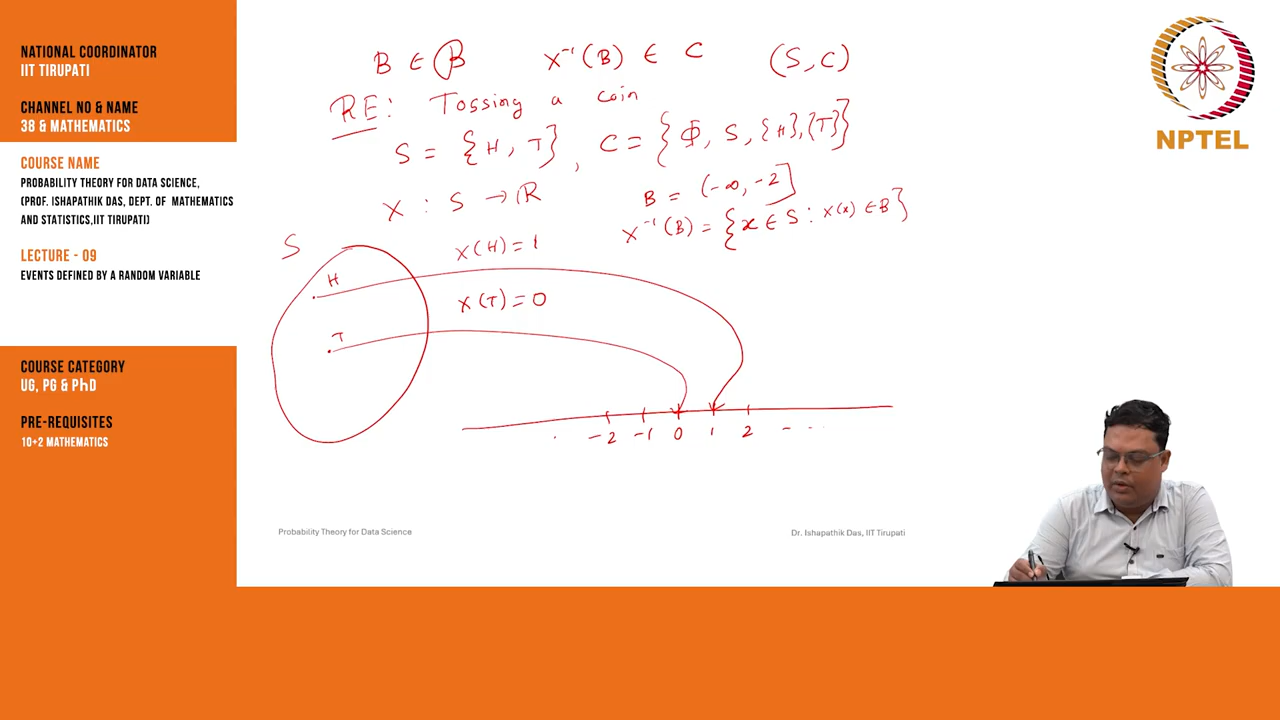 NATIONAL COORDINATOR
IIT TIRUPATI
CHANNEL NO & NAME
38 & MATHEMATICS
COURSE NAME
PROBABILITY THEORY FOR DATA SCIENCE,
(PROF. ISHAPATHIK DAS, DEPT. OF MATHEMATICS
AND STATISTICS,IIT TIRUPATI)
LECTURE - 09
EVENTS DEFINED BY A RANDOM VARIABLE
COURSE CATEGORY
UG, PG & PhD
PRE-REQUISITES
10+2 MATHEMATICS
B ∈ ℬ X⁻¹(B) ∈ C (S, C)
RE: Tossing a coin
S = {H, T}, C = {Φ, S, {H}, {T}}
X : S → ℝ B = (-∞, -2]
X⁻¹(B) = {x ∈ S : X(x) ∈ B}
S
X(H) = 1
H
X(T) = 0
T
-2 -1 0 1 2
Probability Theory for Data Science
Dr. Ishapathik Das, IIT Tirupati
NPTEL